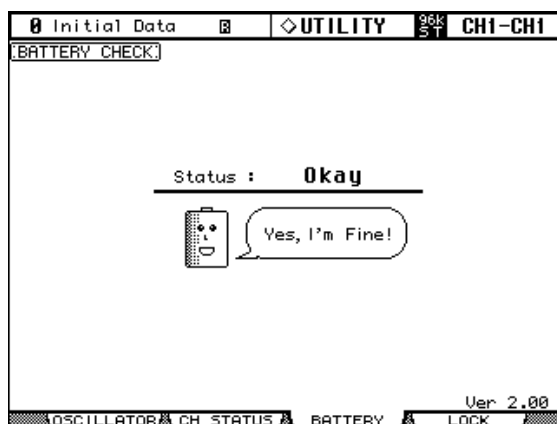 0 Initial Data R ◇UTILITY 96k ST CH1-CH1
BATTERY CHECK
Status : Okay
Yes, I'm Fine!
Ver 2.00
OSCILLATOR CH STATUS BATTERY LOCK